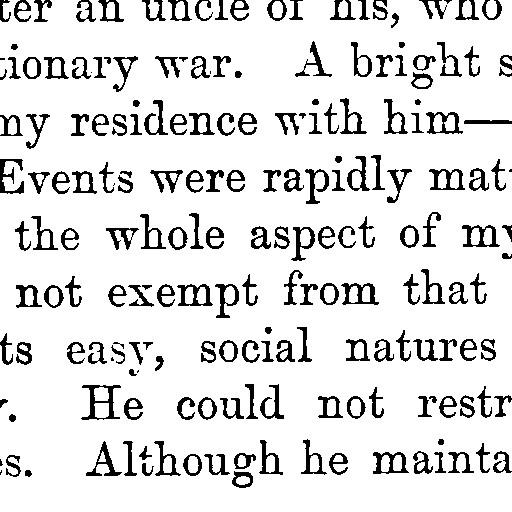 ter an uncle of his, who
tionary war. A bright s
my residence with him—
Events were rapidly mat
the whole aspect of my
not exempt from that
ts easy, social natures
y. He could not restr
es. Although he mainta